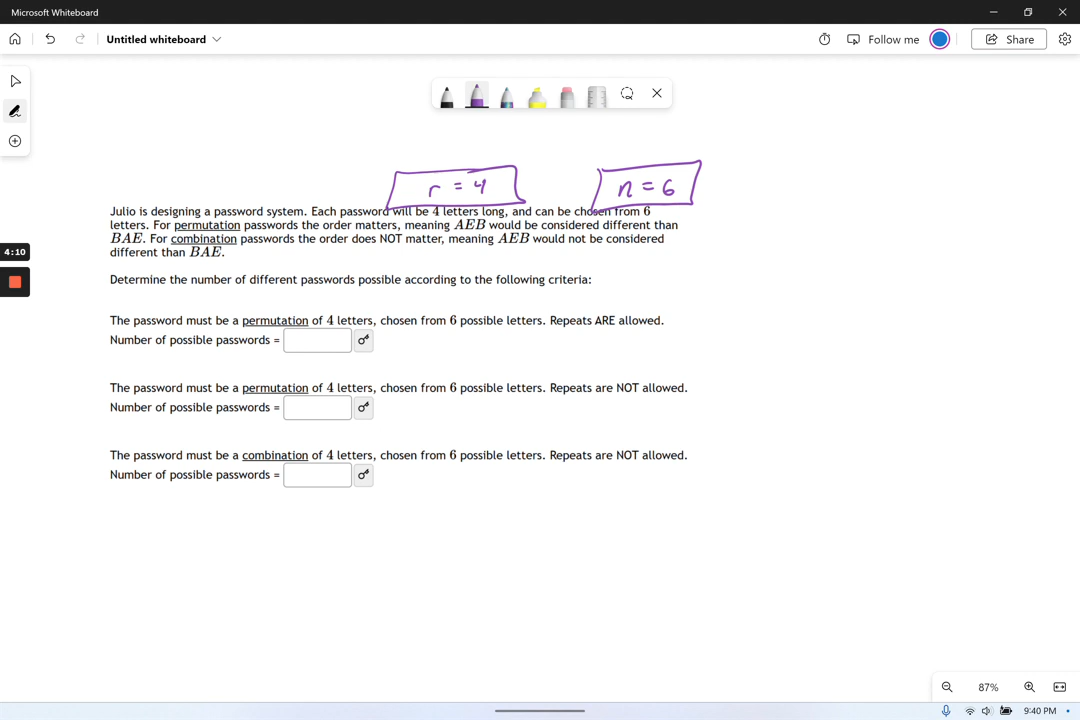 Microsoft Whiteboard
Untitled whiteboard
Follow me
Share
r = 4
n = 6
Julio is designing a password system. Each password will be 4 letters long, and can be chosen from 6
letters. For permutation passwords the order matters, meaning AEB would be considered different than
BAE. For combination passwords the order does NOT matter, meaning AEB would not be considered
different than BAE.
4:10
Determine the number of different passwords possible according to the following criteria:
The password must be a permutation of 4 letters, chosen from 6 possible letters. Repeats ARE allowed.
Number of possible passwords =
The password must be a permutation of 4 letters, chosen from 6 possible letters. Repeats are NOT allowed.
Number of possible passwords =
The password must be a combination of 4 letters, chosen from 6 possible letters. Repeats are NOT allowed.
Number of possible passwords =
87%
9:40 PM